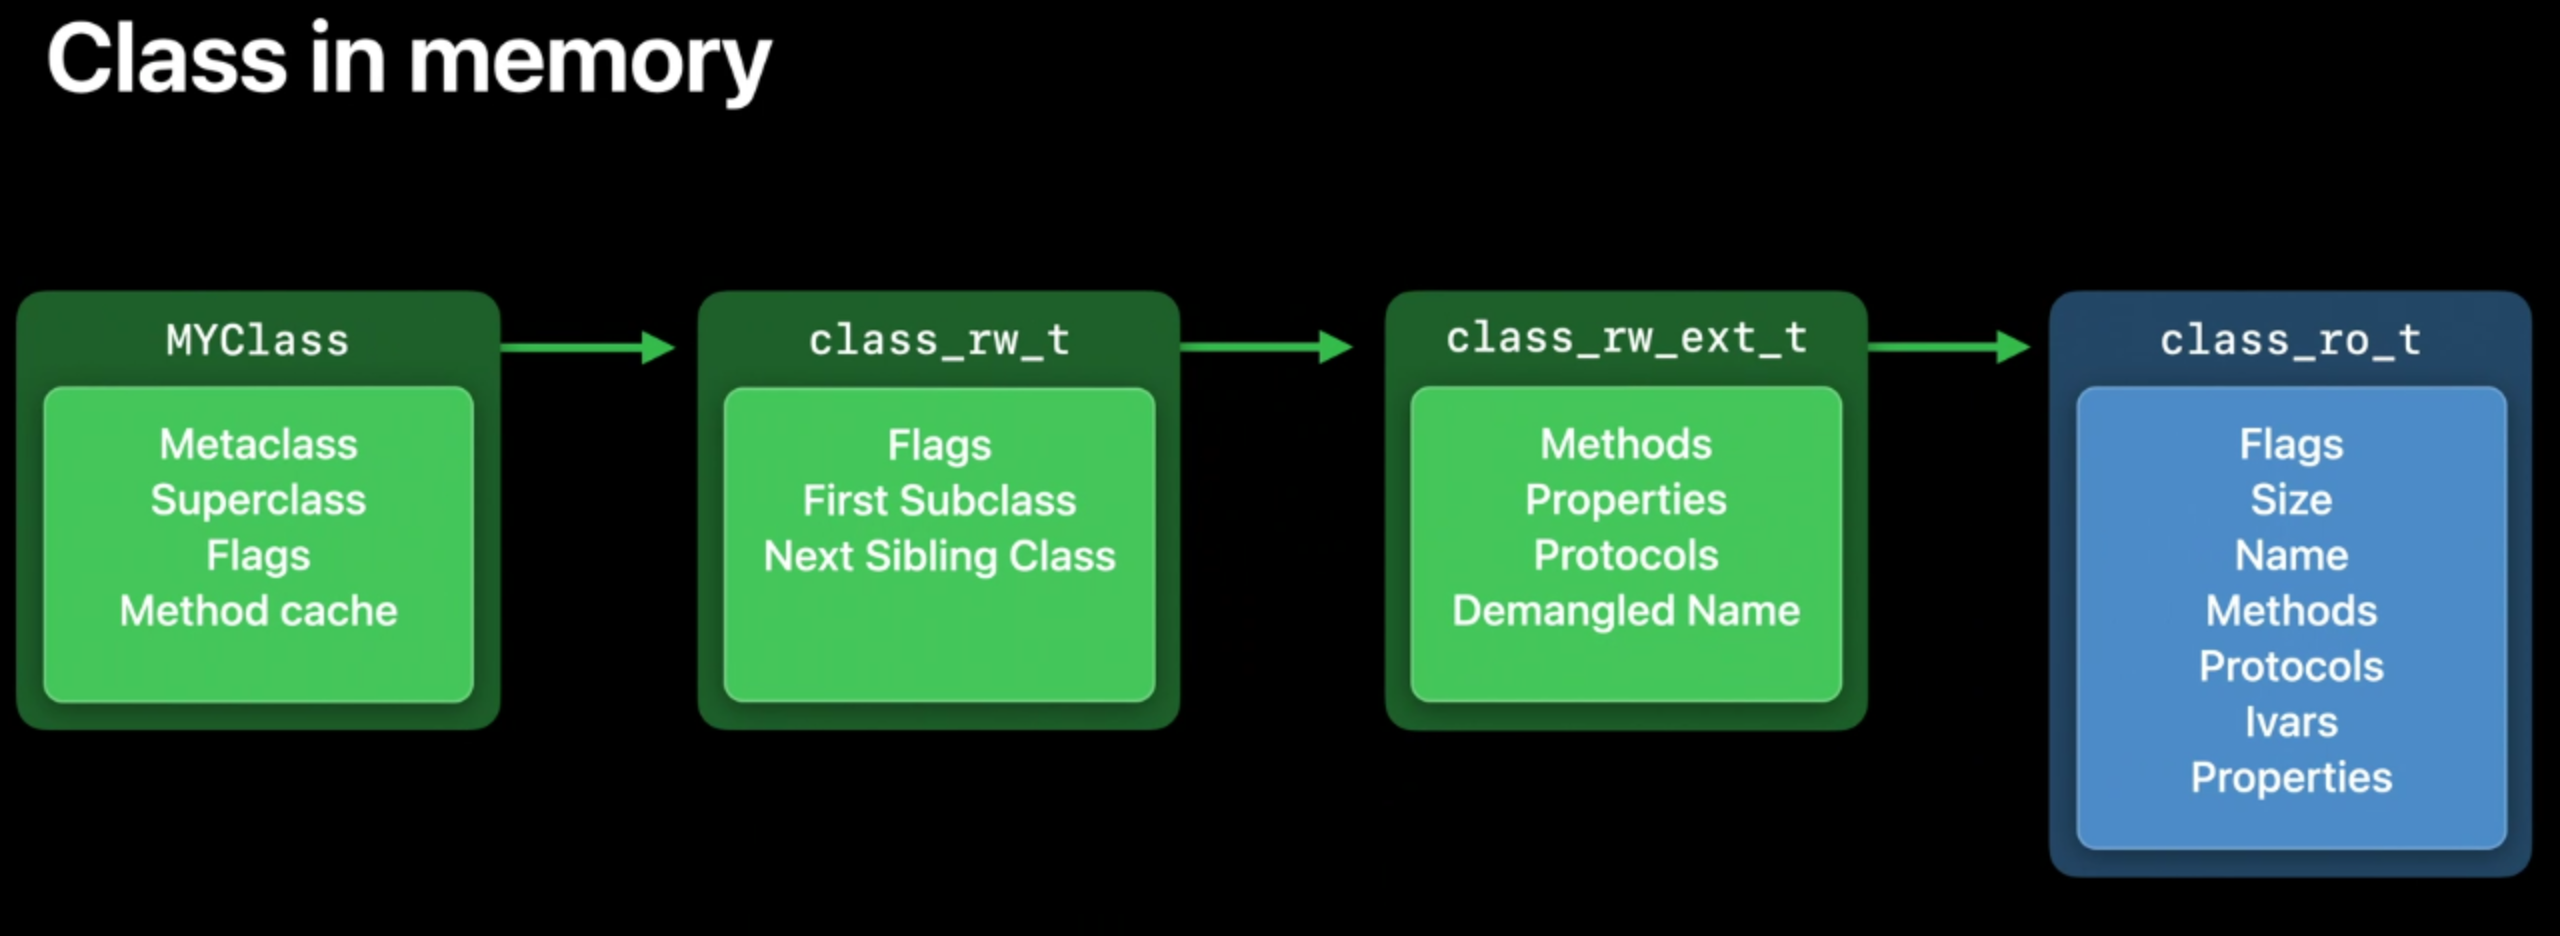 Class in memory
MYClass
Metaclass
Superclass
Flags
Method cache
class_rw_t
Flags
First Subclass
Next Sibling Class
class_rw_ext_t
Methods
Properties
Protocols
Demangled Name
class_ro_t
Flags
Size
Name
Methods
Protocols
Ivars
Properties